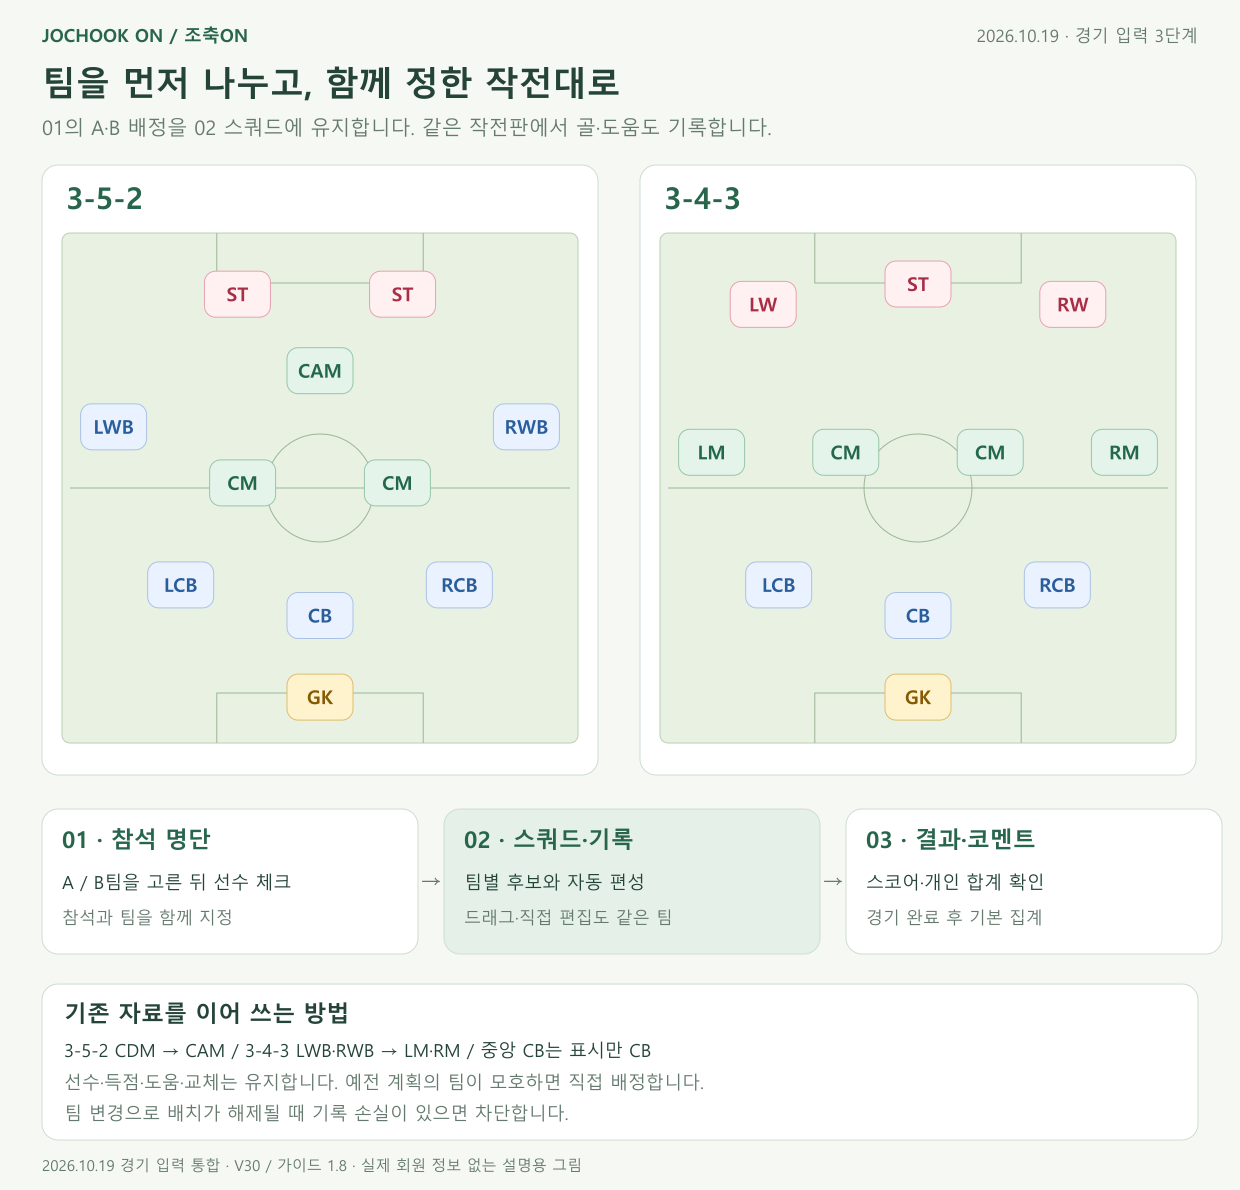 JOCHOOK ON / 조축ON
2026.10.19 · 경기 입력 3단계
팀을 먼저 나누고, 함께 정한 작전대로
01의 A·B 배정을 02 스쿼드에 유지합니다. 같은 작전판에서 골·도움도 기록합니다.
3-5-2
ST ST
CAM
LWB RWB
CM CM
LCB RCB
CB
GK
3-4-3
ST
LW RW
LM CM CM RM
LCB RCB
CB
GK
01 · 참석 명단
A / B팀을 고른 뒤 선수 체크
참석과 팀을 함께 지정
→
02 · 스쿼드·기록
팀별 후보와 자동 편성
드래그·직접 편집도 같은 팀
→
03 · 결과·코멘트
스코어·개인 합계 확인
경기 완료 후 기본 집계
기존 자료를 이어 쓰는 방법
3-5-2 CDM → CAM / 3-4-3 LWB·RWB → LM·RM / 중앙 CB는 표시만 CB
선수·득점·도움·교체는 유지합니다. 예전 계획의 팀이 모호하면 직접 배정합니다.
팀 변경으로 배치가 해제될 때 기록 손실이 있으면 차단합니다.
2026.10.19 경기 입력 통합 · V30 / 가이드 1.8 · 실제 회원 정보 없는 설명용 그림